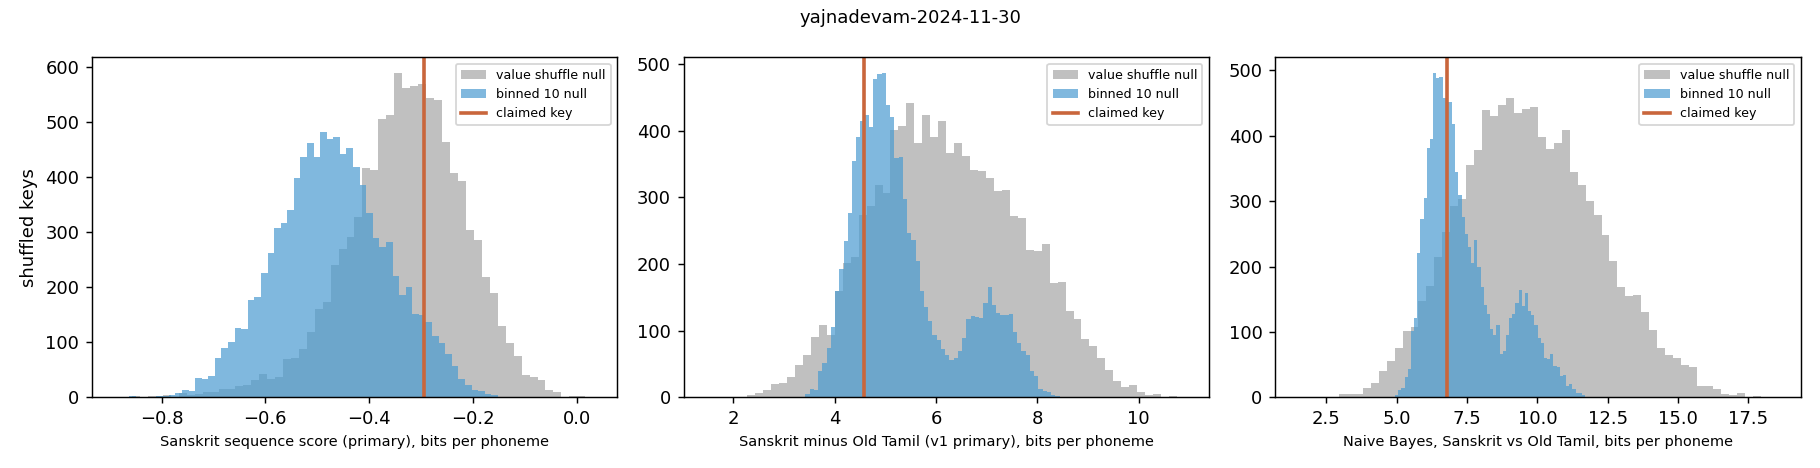 yajnadevam-2024-11-30
shuffled keys
600
500
400
300
200
100
0
value shuffle null
binned 10 null
claimed key
−0.8 −0.6 −0.4 −0.2 0.0
Sanskrit sequence score (primary), bits per phoneme
500
400
300
200
100
0
value shuffle null
binned 10 null
claimed key
2 4 6 8 10
Sanskrit minus Old Tamil (v1 primary), bits per phoneme
500
400
300
200
100
0
value shuffle null
binned 10 null
claimed key
2.5 5.0 7.5 10.0 12.5 15.0 17.5
Naive Bayes, Sanskrit vs Old Tamil, bits per phoneme